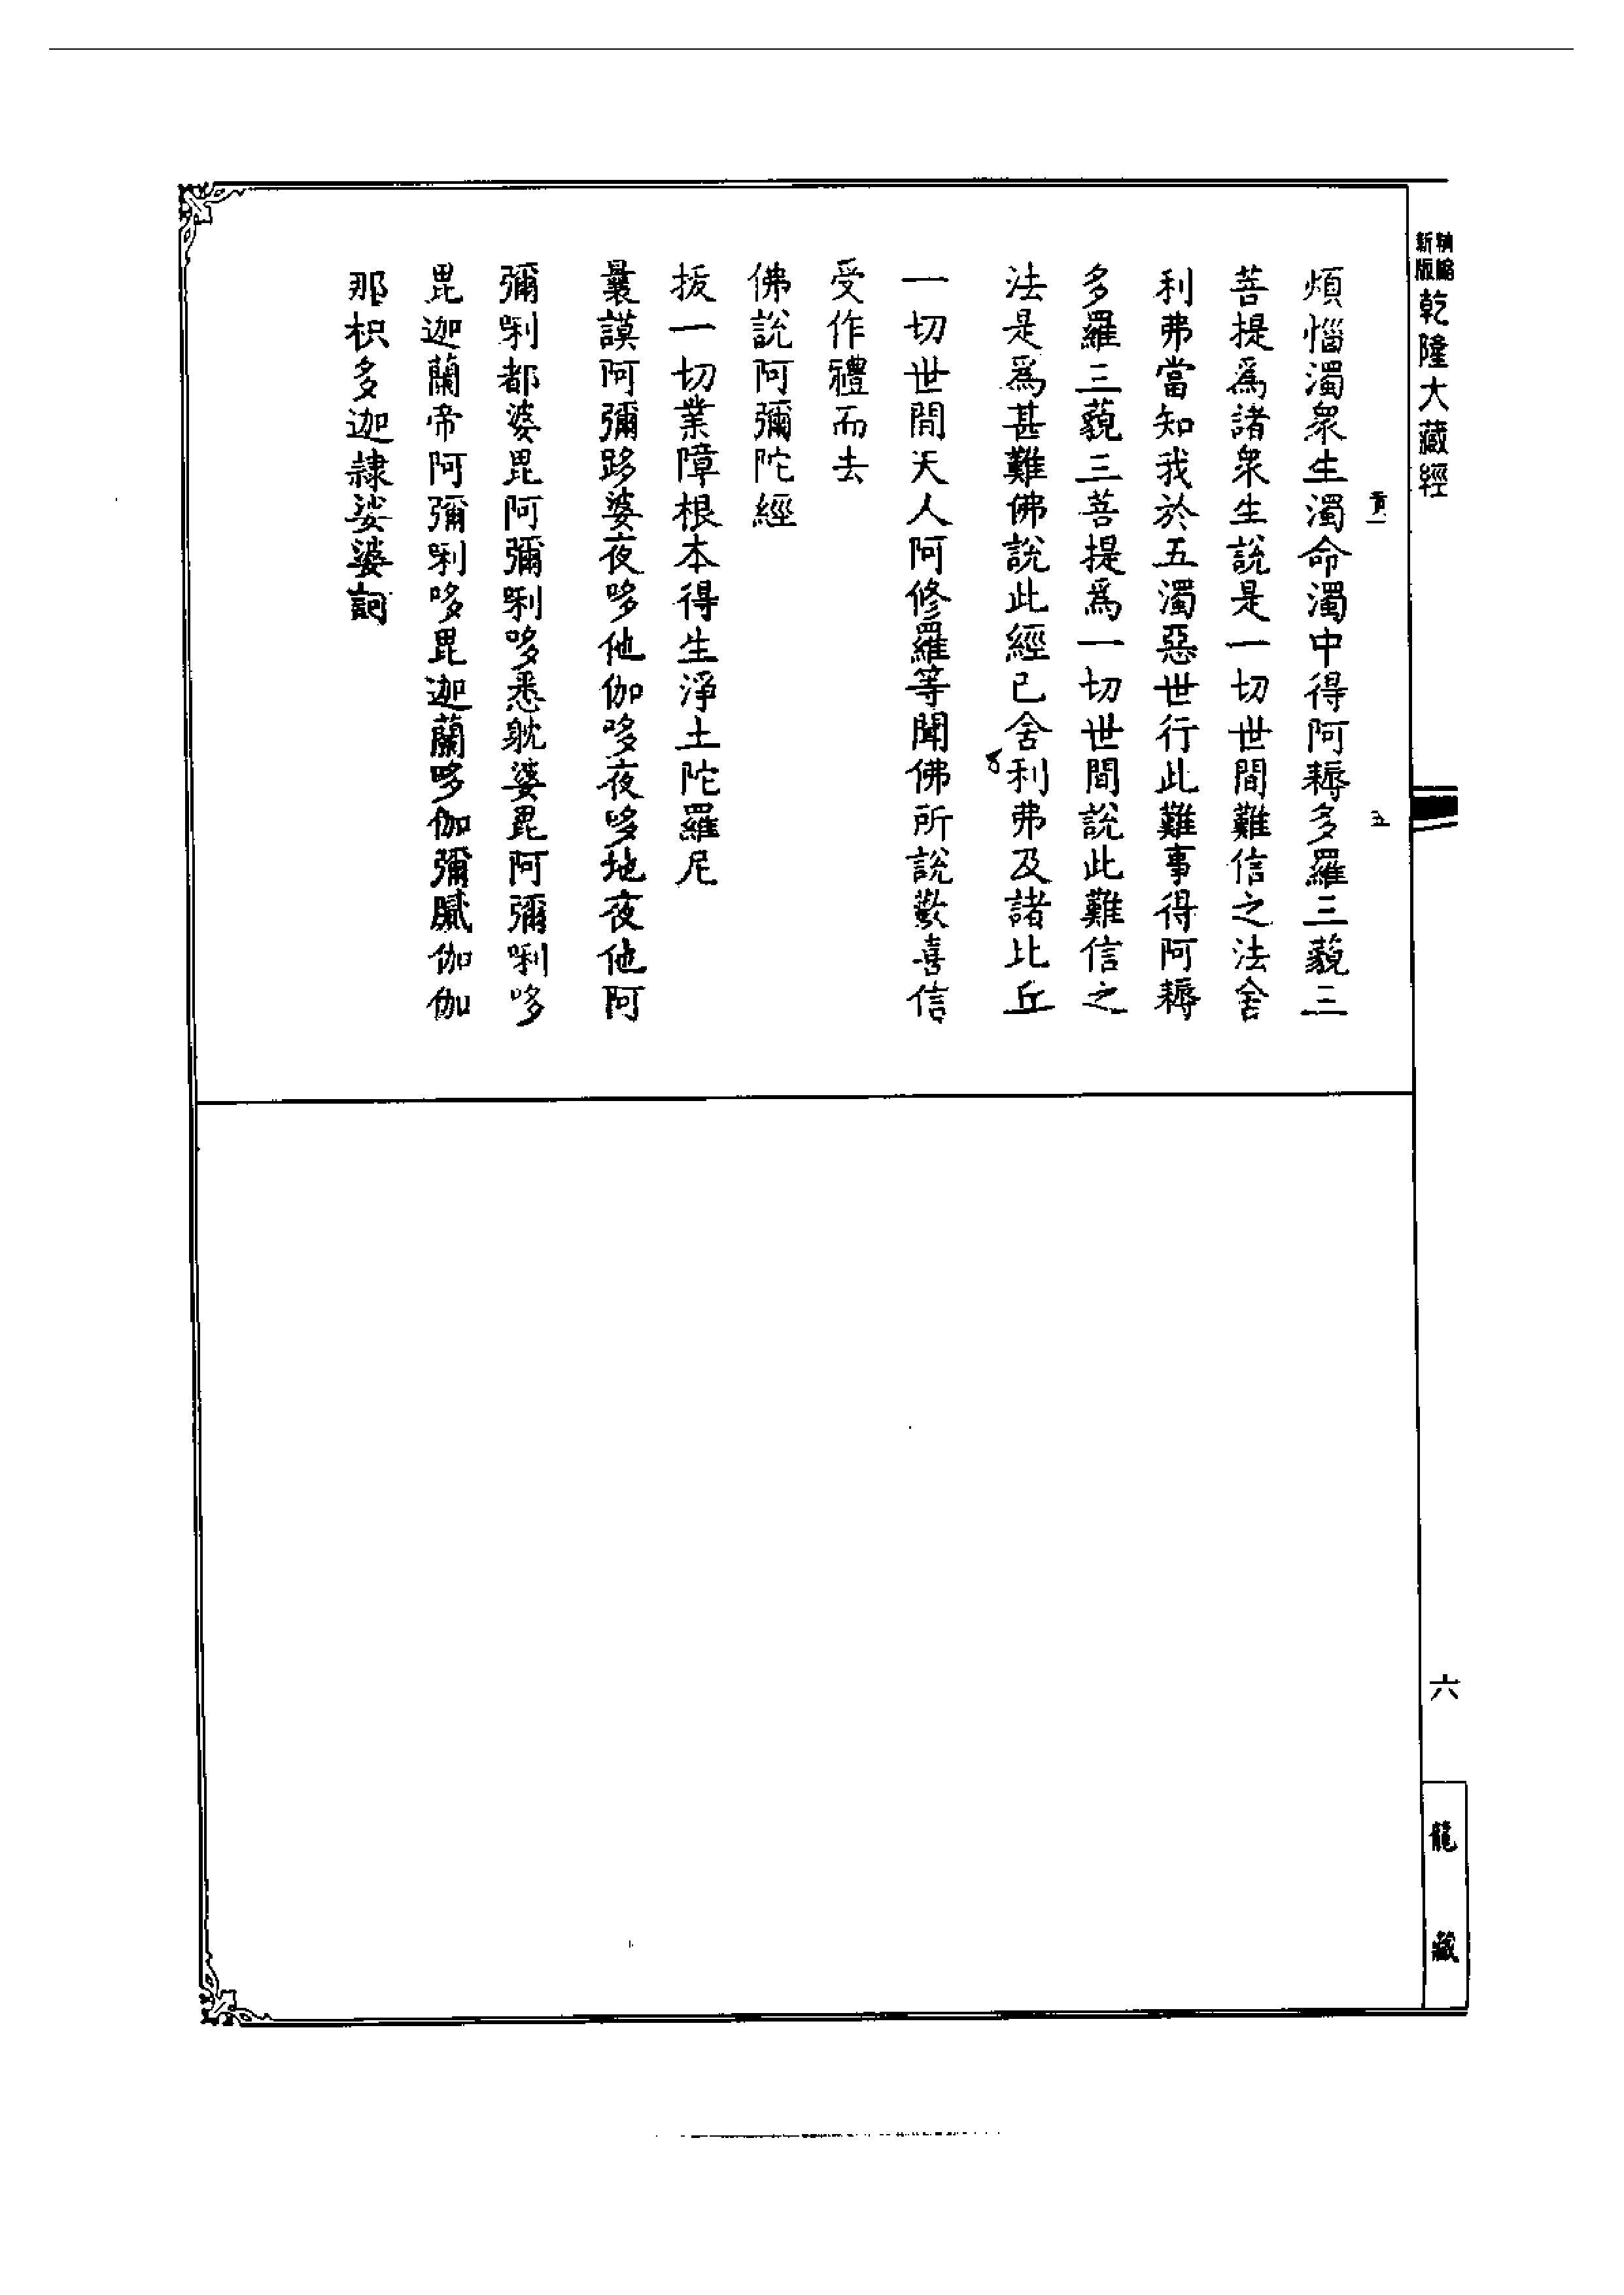 精縮新版 乾隆大藏經
六
龍藏
五
煩惱濁衆生濁命濁中得阿耨多羅三藐三
菩提爲諸衆生說是一切世間難信之法舍
利弗當知我於五濁惡世行此難事得阿耨
多羅三藐三菩提爲一切世間說此難信之
法是爲甚難佛說此經已舍利弗及諸比丘
一切世間天人阿修羅等聞佛所說歡喜信
受作禮而去
佛說阿彌陀經
拔一切業障根本得生淨土陀羅尼
曩謨阿彌哆婆夜哆他伽哆夜哆地夜他阿
彌唎都婆毘阿彌唎哆悉躭婆毘阿彌唎哆
毘迦蘭帝阿彌唎哆毘迦蘭哆伽彌膩伽伽
那枳多迦隸娑婆訶